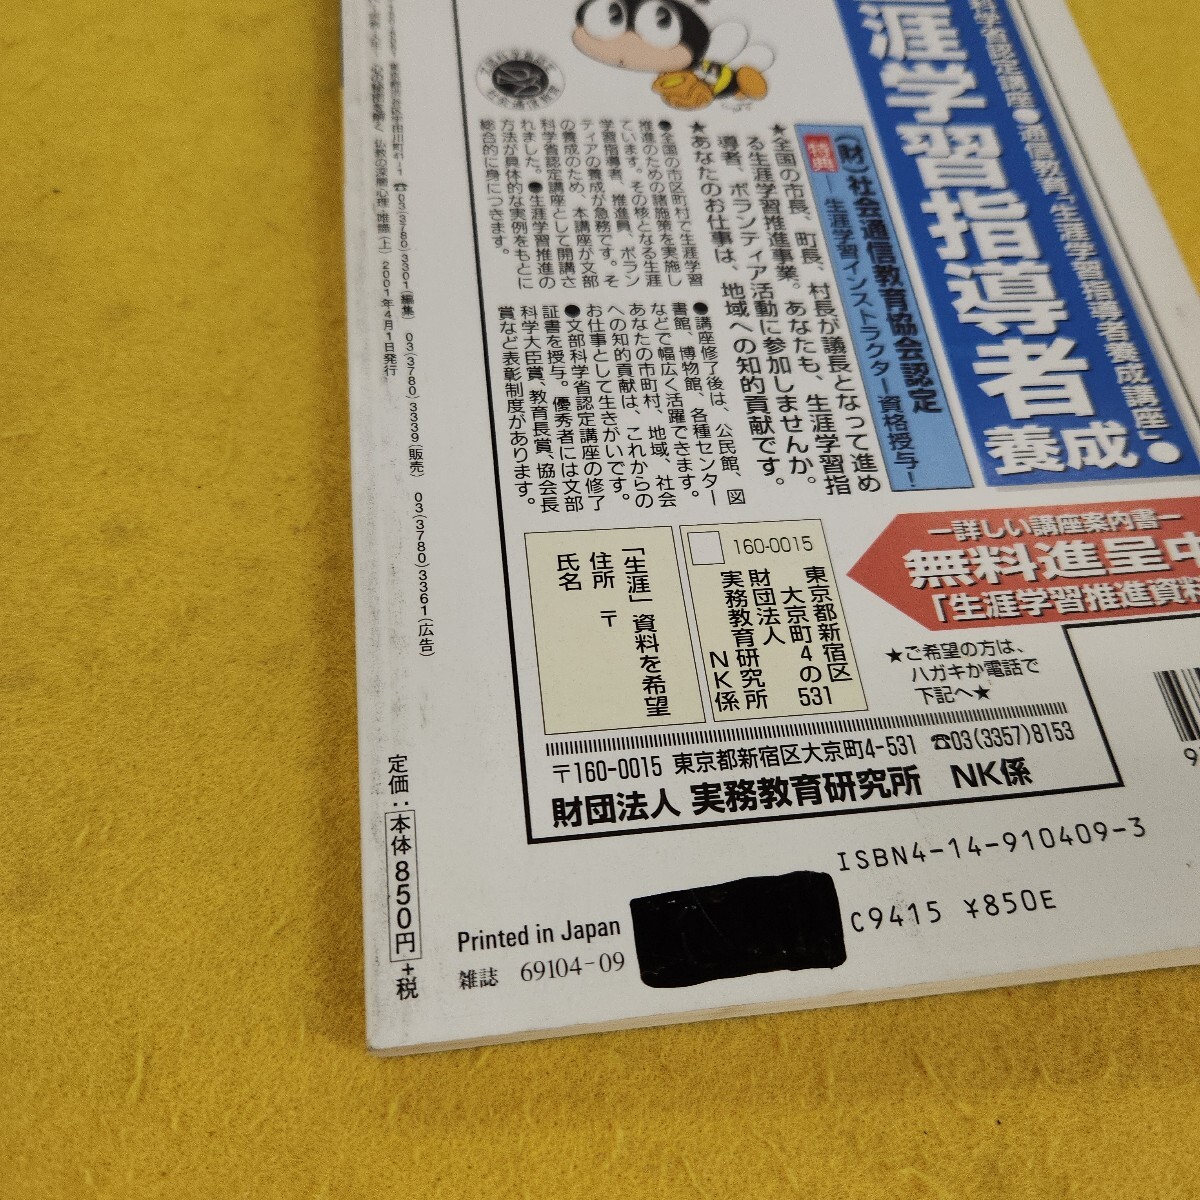 科学省認定講座●通信教育「生涯学習指導者養成講座」●
涯学習指導者
養成
(財)社会通信教育協会認定
特典
―生涯学習インストラクター資格授与!
★全国の市長、町長、村長が議長となって進め
る生涯学習推進事業。あなたも、生涯学習指
導者、ボランティア活動に参加しませんか。
★あなたのお仕事は、地域への知的貢献です。
●全国の市区町村で生涯学習
推進のための諸施策を実施し
ています。その核となる生涯
学習指導者、推進員、ボラン
ティアの養成が急務です。そ
の養成のため、本講座が文部
科学省認定講座として開講さ
れました。●生涯学習推進の
方法が具体的な実例をもとに
総合的に身につきます。
●講座修了後は、公民館、図
書館、博物館、各種センター
などで幅広く活躍できます。
あなたの市町村、地域、社会
への知的貢献は、これからの
お仕事として生きがいです。
●文部科学省認定講座の修了
証書を授与。優秀者には文部
科学大臣賞、教育長賞、協会長
賞など表彰制度があります。
―詳しい講座案内書―
無料進呈中
「生涯学習推進資料
★ご希望の方は、
ハガキか電話で
下記へ★
160-0015
東京都新宿区
大京町4の531
財団法人
実務教育研究所
NK係
「生涯」資料を希望
住所 〒
氏名
〒160-0015 東京都新宿区大京町4-531 ☎03(3357)8153
財団法人 実務教育研究所 NK係
ISBN4-14-910409-3
C9415 ¥850E
Printed in Japan
雑誌 69104-09
☎03(3780)3301(編集) 03(3780)3339(販売) 03(3780)3361(広告)
2001年4月1日発行
定価:本体850円+税